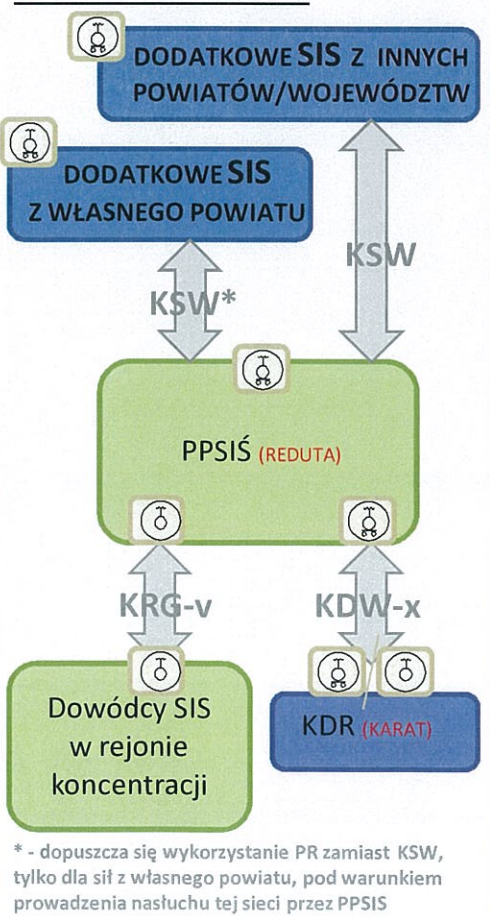 DODATKOWE SIS Z INNYCH
POWIATÓW/WOJEWÓDZTW
DODATKOWE SIS
Z WŁASNEGO POWIATU
KSW
KSW*
PPSIŚ (REDUTA)
KRG-v
KDW-x
Dowódcy SIS
w rejonie
koncentracji
KDR (KARAT)
* - dopuszcza się wykorzystanie PR zamiast KSW,
tylko dla sił z własnego powiatu, pod warunkiem
prowadzenia nasłuchu tej sieci przez PPSIS